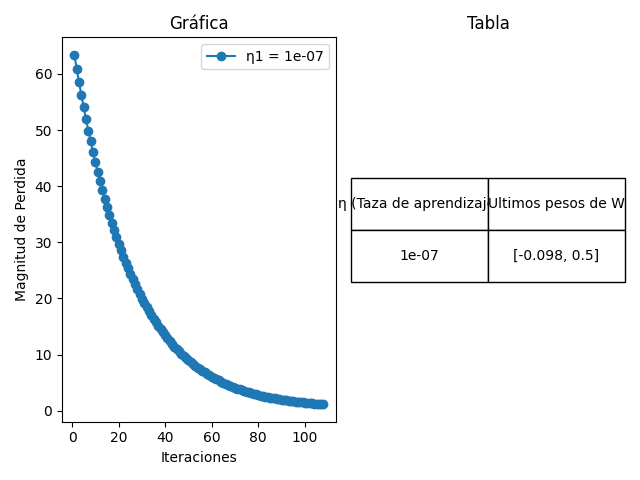 Gráfica
η1 = 1e-07
Magnitud de Perdida
60
50
40
30
20
10
0
0 20 40 60 80 100
Iteraciones
Tabla
η (Taza de aprendizaj Ultimos pesos de W
1e-07 [-0.098, 0.5]